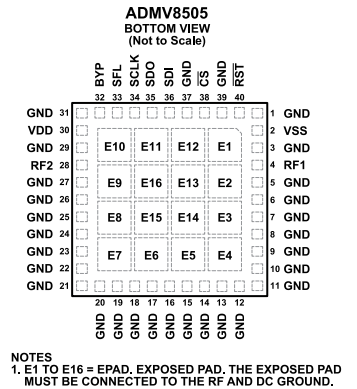 ADMV8505
BOTTOM VIEW
(Not to Scale)
BYP SFL SCLK SDO SDI GND CS GND RST
32 33 34 35 36 37 38 39 40
GND 31 1 GND
VDD 30 2 VSS
GND 29 E10 E11 E12 E1 3 GND
RF2 28 4 RF1
GND 27 E9 E16 E13 E2 5 GND
GND 26 6 GND
GND 25 E8 E15 E14 E3 7 GND
GND 24 8 GND
GND 23 E7 E6 E5 E4 9 GND
GND 22 10 GND
GND 21 11 GND
20 19 18 17 16 15 14 13 12
GND GND GND GND GND GND GND GND GND
NOTES
1. E1 TO E16 = EPAD. EXPOSED PAD. THE EXPOSED PAD
MUST BE CONNECTED TO THE RF AND DC GROUND.